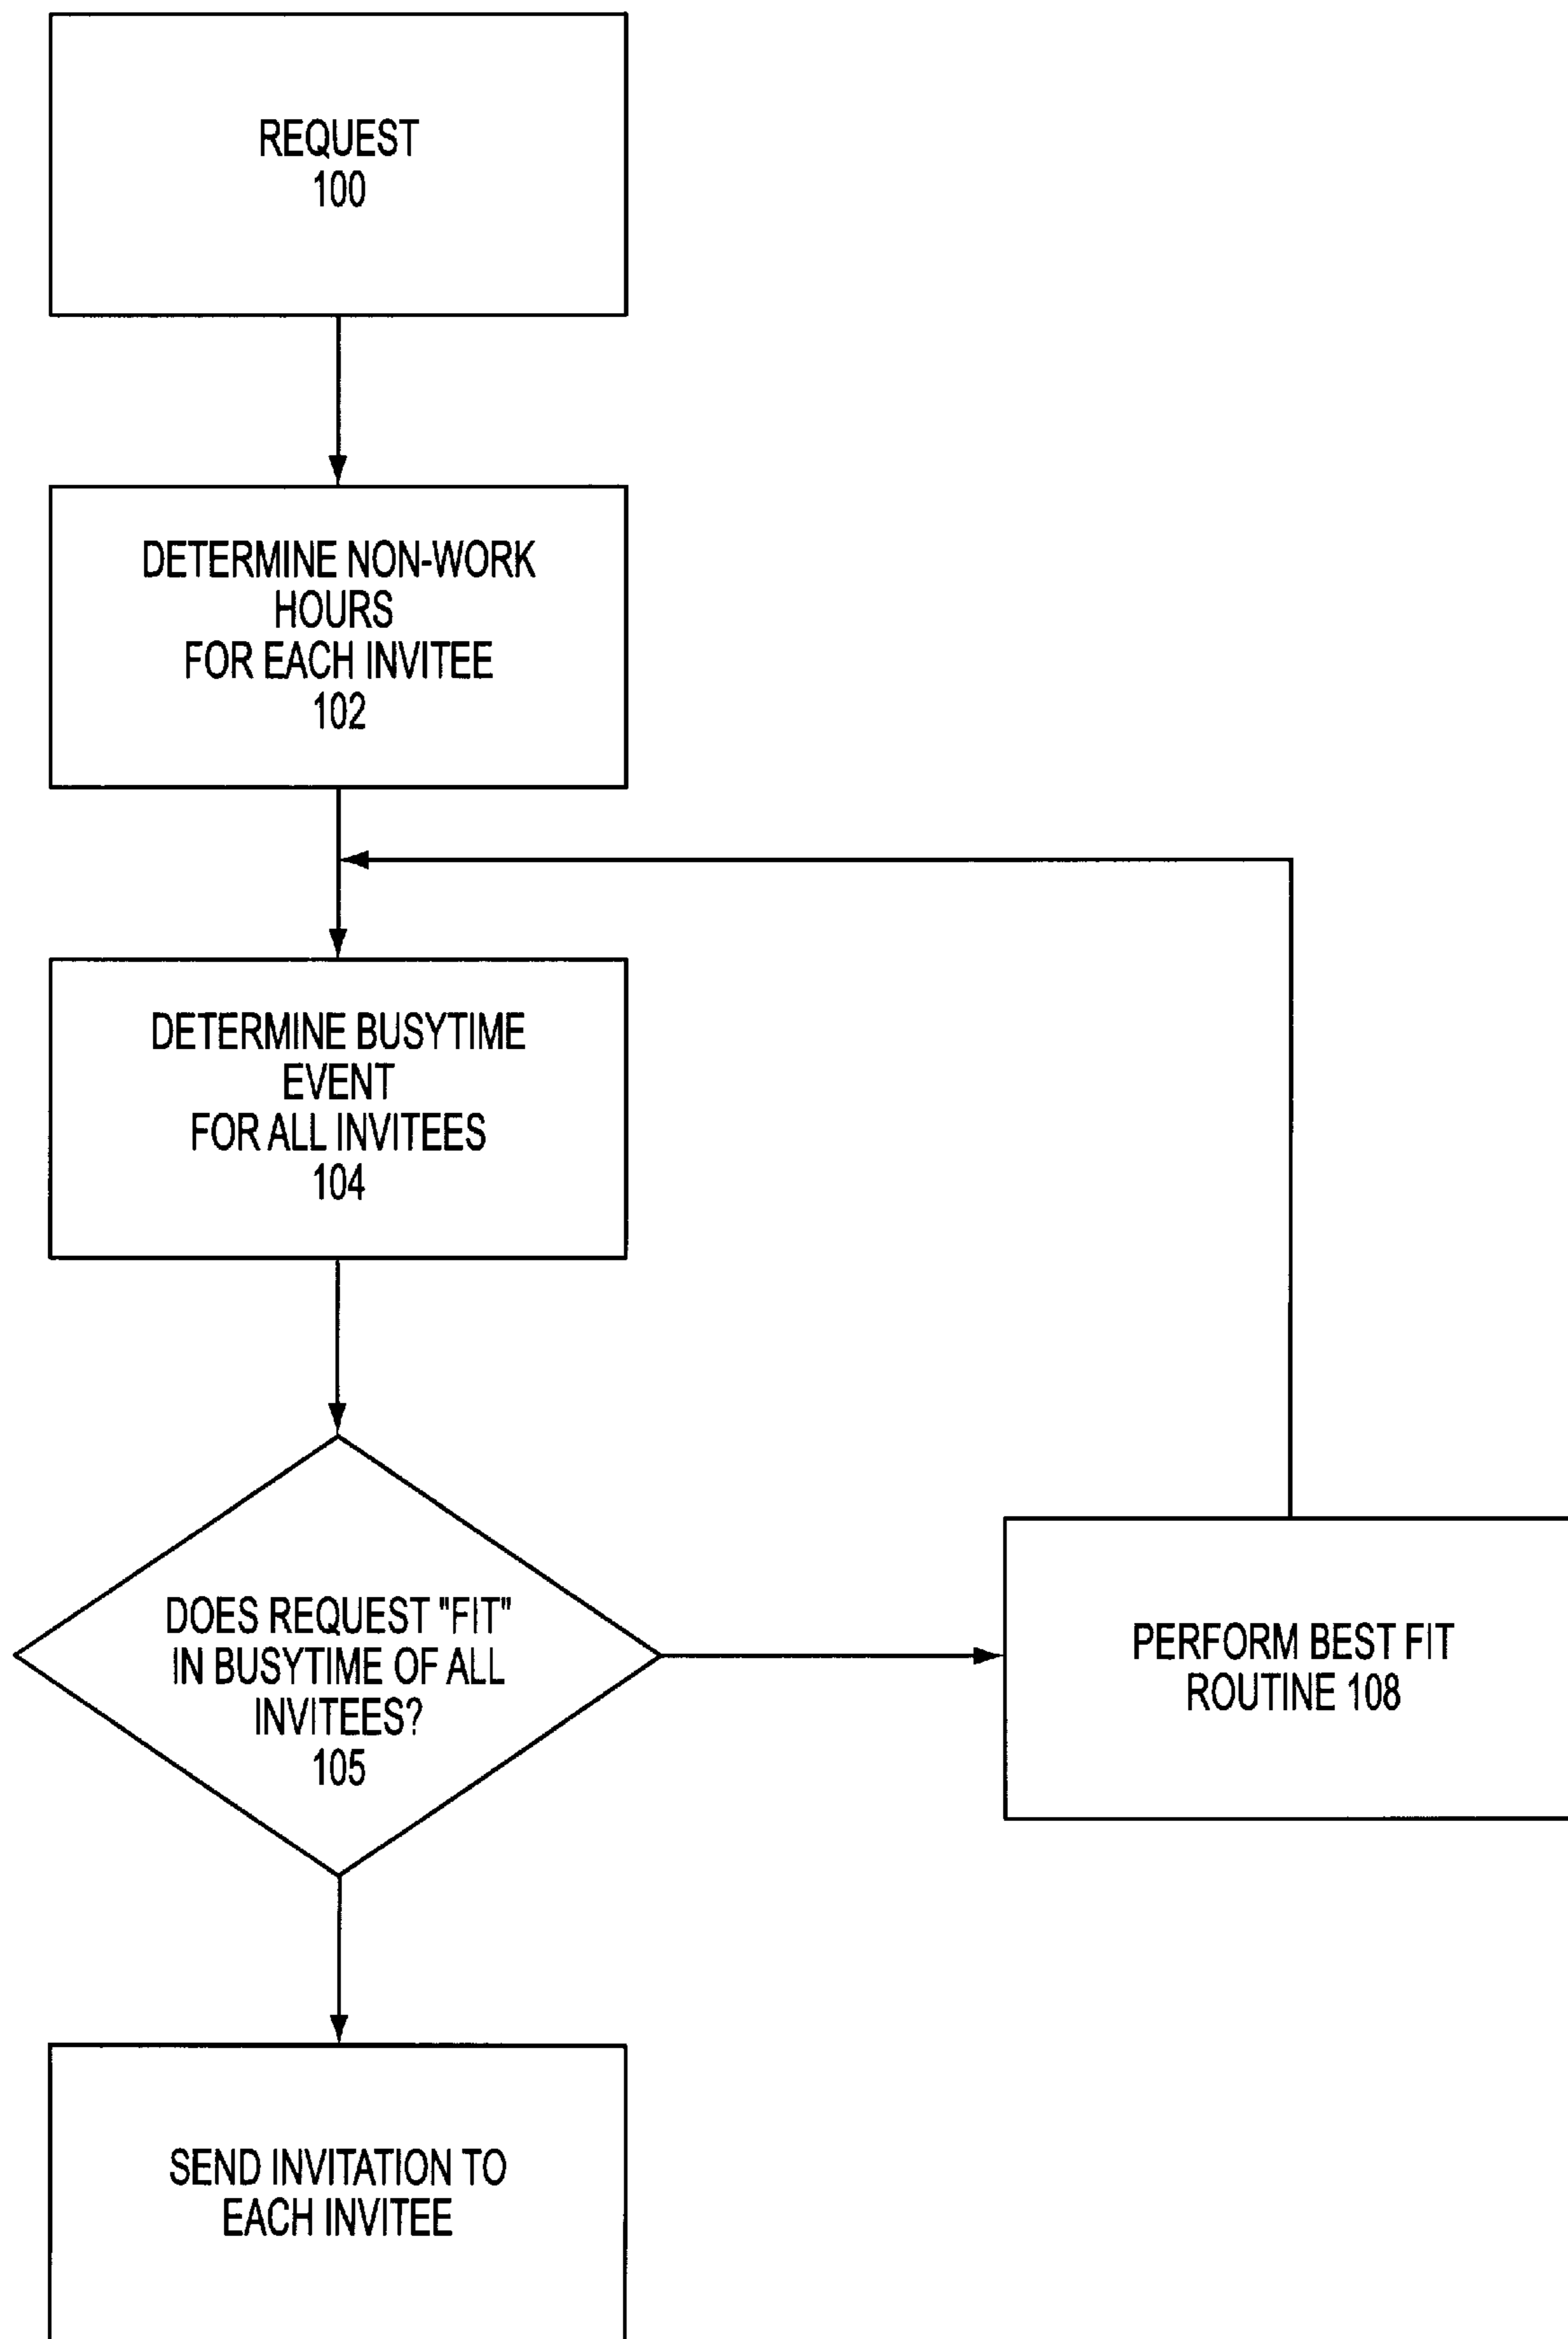 REQUEST
100
DETERMINE NON-WORK
HOURS
FOR EACH INVITEE
102
DETERMINE BUSYTIME
EVENT
FOR ALL INVITEES
104
DOES REQUEST "FIT"
IN BUSYTIME OF ALL
INVITEES?
105
PERFORM BEST FIT
ROUTINE 108
SEND INVITATION TO
EACH INVITEE